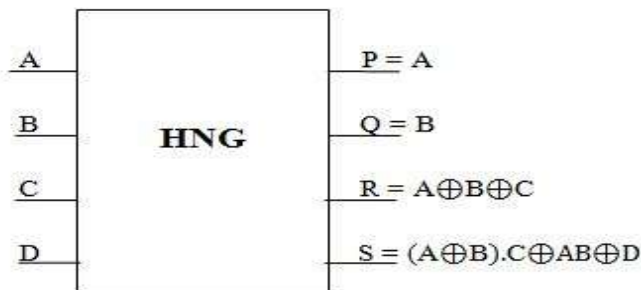 A P = A
B Q = B
HNG
C R = A⊕B⊕C
D S = (A⊕B).C⊕AB⊕D